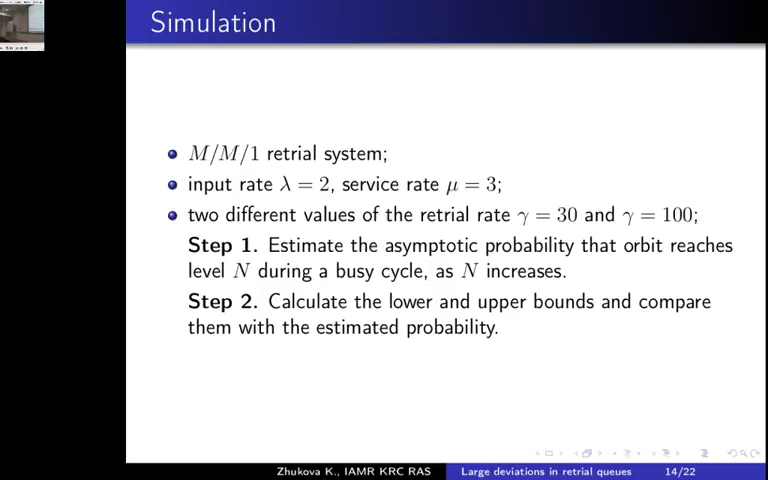 Simulation
M/M/1 retrial system;
input rate λ = 2, service rate μ = 3;
two different values of the retrial rate γ = 30 and γ = 100;
Step 1. Estimate the asymptotic probability that orbit reaches
level N during a busy cycle, as N increases.
Step 2. Calculate the lower and upper bounds and compare
them with the estimated probability.
Zhukova K., IAMR KRC RAS Large deviations in retrial queues 14/22